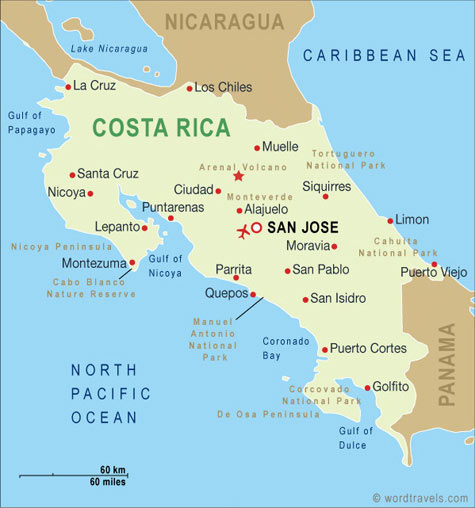 NICARAGUA
Lake Nicaragua
CARIBBEAN SEA
La Cruz
Los Chiles
Gulf of
Papagayo
COSTA RICA
Muelle
Arenal Volcano
Tortuguero
National Park
Santa Cruz
Nicoya
Ciudad
Siquirres
Monteverde
Puntarenas
Alajuelo
Limon
Lepanto
SAN JOSE
Moravia
Cahuita
National Park
Nicoya Peninsula
Montezuma
Gulf of
Nicoya
Parrita
San Pablo
Puerto Viejo
Cabo Blanco
Nature Reserve
Quepos
San Isidro
Manuel
Antonio
National
Park
Coronado
Bay
Puerto Cortes
PANAMA
NORTH
PACIFIC
OCEAN
Corcovado
National Park
Golfito
De Osa Peninsula
Gulf of
Dulce
60 km
60 miles
© wordtravels.com